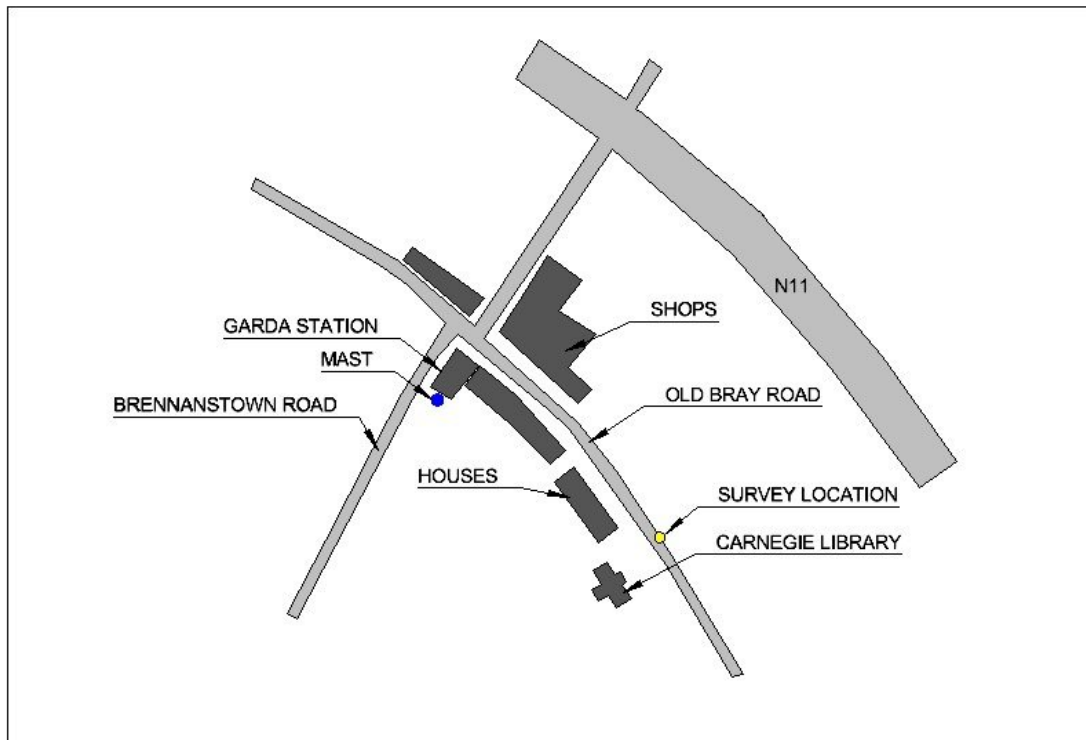 N11
SHOPS
GARDA STATION
MAST
OLD BRAY ROAD
BRENNANSTOWN ROAD
HOUSES
SURVEY LOCATION
CARNEGIE LIBRARY